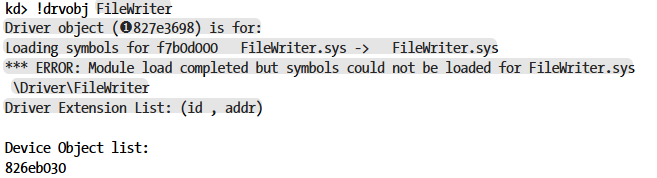 kd> !drvobj FileWriter
Driver object (❶827e3698) is for:
Loading symbols for f7b0d000   FileWriter.sys ->   FileWriter.sys
*** ERROR: Module load completed but symbols could not be loaded for FileWriter.sys
\Driver\FileWriter
Driver Extension List: (id , addr)
Device Object list:
826eb030